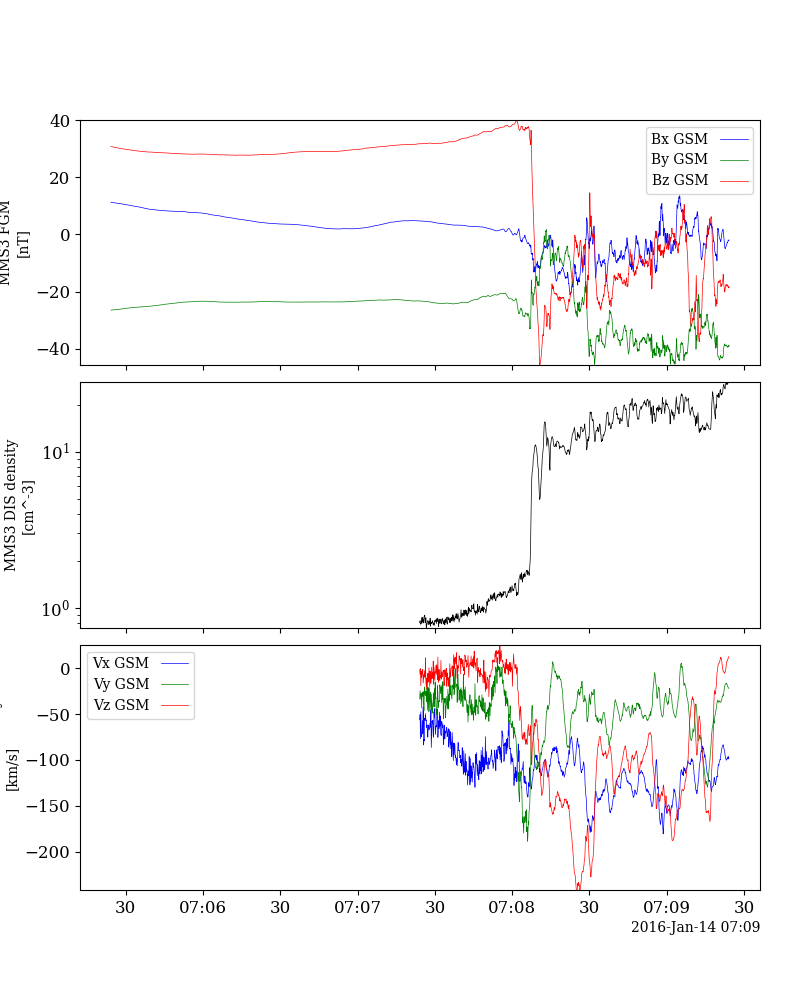 40
20
0
−20
−40
MMS3 FGM
[nT]
Bx GSM
By GSM
Bz GSM
10^1
10^0
MMS3 DIS density
[cm^-3]
0
−50
−100
−150
−200
[km/s]
Vx GSM
Vy GSM
Vz GSM
30 07:06 30 07:07 30 07:08 30 07:09 30
2016-Jan-14 07:09